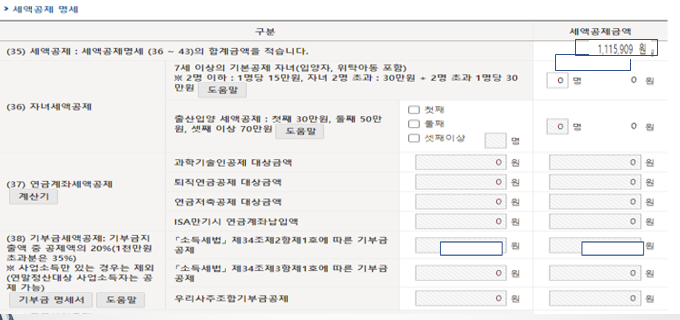 세액공제 명세
구분 세액공제금액
(35) 세액공제 : 세액공제명세 (36 ~ 43)의 합계금액을 적습니다. 1,115,909 원
7세 이상의 기본공제 자녀(입양자, 위탁아동 포함)
※ 2명 이하 : 1명당 15만원, 자녀 2명 초과 : 30만원 + 2명 초과 1명당 30
만원 도움말 0 명 0 원
(36) 자녀세액공제
출산입양 세액공제 : 첫째 30만원, 둘째 50만
원, 셋째 이상 70만원 도움말
첫째
둘째
셋째이상 명 0 명 0 원
(37) 연금계좌세액공제
계산기
과학기술인공제 대상금액 0 원 0 원
퇴직연금공제 대상금액 0 원 0 원
연금저축공제 대상금액 0 원 0 원
ISA만기시 연금계좌납입액 0 원 0 원
(38) 기부금세액공제: 기부금지
출액 중 공제액의 20%(1천만원
초과분은 35%)
※ 사업소득만 있는 경우는 제외
(연말정산대상 사업소득자는 공
제 가능)
기부금 명세서 도움말
「소득세법」 제34조제2항제1호에 따른 기부금
공제 0 원 0 원
「소득세법」 제34조제3항제1호에 따른 기부금
공제 0 원 0 원
우리사주조합기부금공제 0 원 0 원